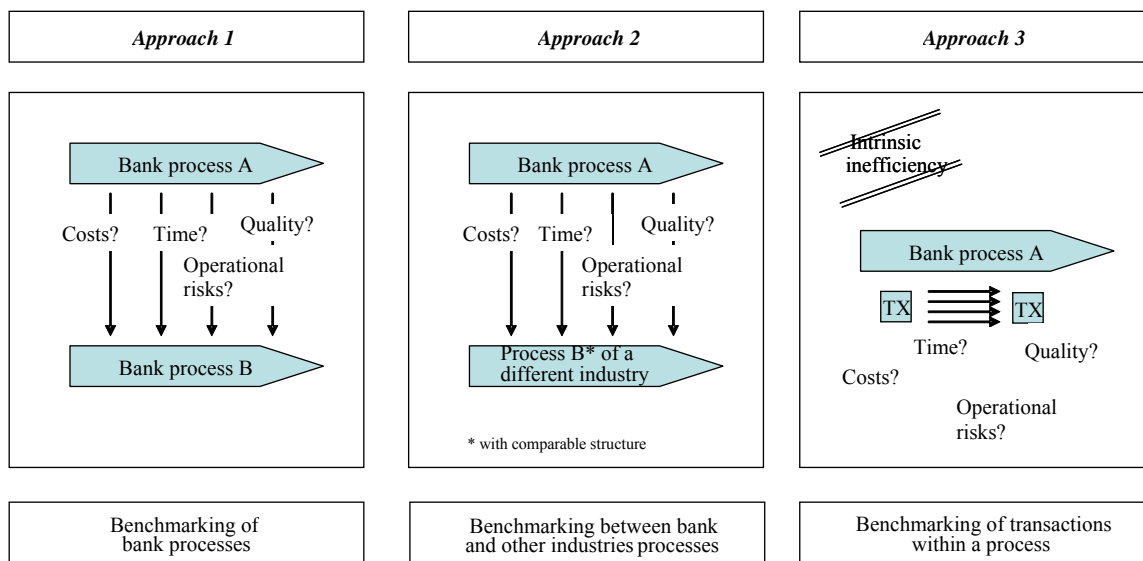 Approach 1
Approach 2
Approach 3
Bank process A
Costs?
Time?
Quality?
Operational
risks?
Bank process B
Bank process A
Costs?
Time?
Quality?
Operational
risks?
Process B* of a
different industry
* with comparable structure
Intrinsic
inefficiency
Bank process A
TX
TX
Time?
Quality?
Costs?
Operational
risks?
Benchmarking of
bank processes
Benchmarking between bank
and other industries processes
Benchmarking of transactions
within a process